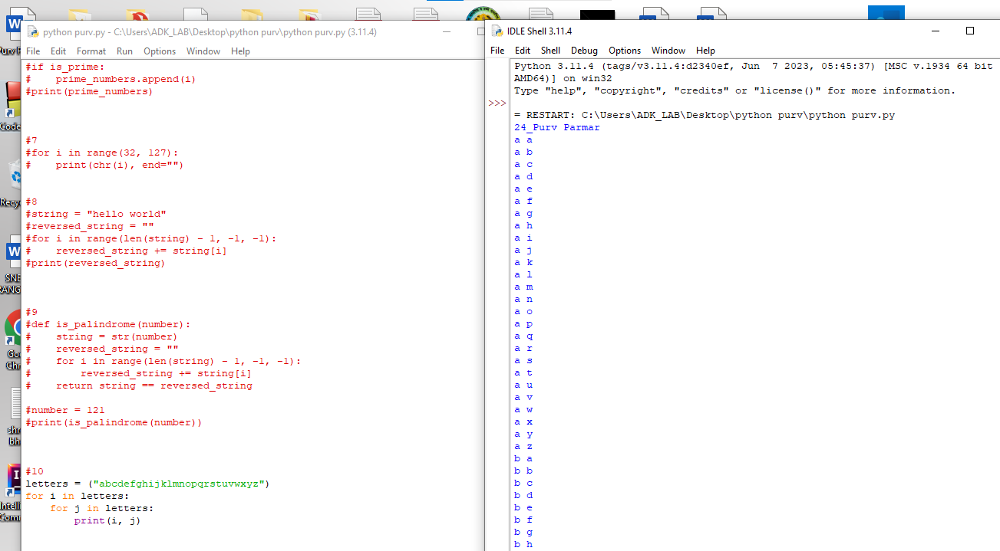 W
Purv
python purv.py - C:\Users\ADK_LAB\Desktop\python purv\python purv.py (3.11.4)
File Edit Format Run Options Window Help
#if is_prime:
#    prime_numbers.append(i)
#print(prime_numbers)
#7
#for i in range(32, 127):
#    print(chr(i), end="")
#8
#string = "hello world"
#reversed_string = ""
#for i in range(len(string) - 1, -1, -1):
#    reversed_string += string[i]
#print(reversed_string)
#9
#def is_palindrome(number):
#    string = str(number)
#    reversed_string = ""
#    for i in range(len(string) - 1, -1, -1):
#        reversed_string += string[i]
#    return string == reversed_string
#number = 121
#print(is_palindrome(number))
#10
letters = ("abcdefghijklmnopqrstuvwxyz")
for i in letters:
    for j in letters:
        print(i, j)
IDLE Shell 3.11.4
File Edit Shell Debug Options Window Help
Python 3.11.4 (tags/v3.11.4:d2340ef, Jun  7 2023, 05:45:37) [MSC v.1934 64 bit
AMD64)] on win32
Type "help", "copyright", "credits" or "license()" for more information.
>>>
= RESTART: C:\Users\ADK_LAB\Desktop\python purv\python purv.py
24_Purv Parmar
a a
a b
a c
a d
a e
a f
a g
a h
a i
a j
a k
a l
a m
a n
a o
a p
a q
a r
a s
a t
a u
a v
a w
a x
a y
a z
b a
b b
b c
b d
b e
b f
b g
b h